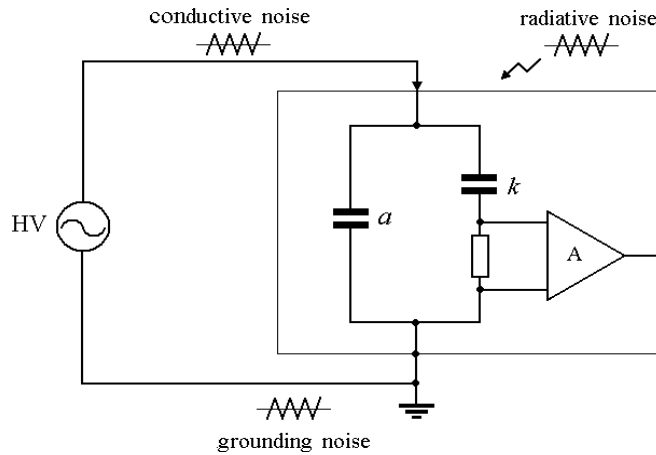 conductive noise
radiative noise
HV
a
k
A
grounding noise